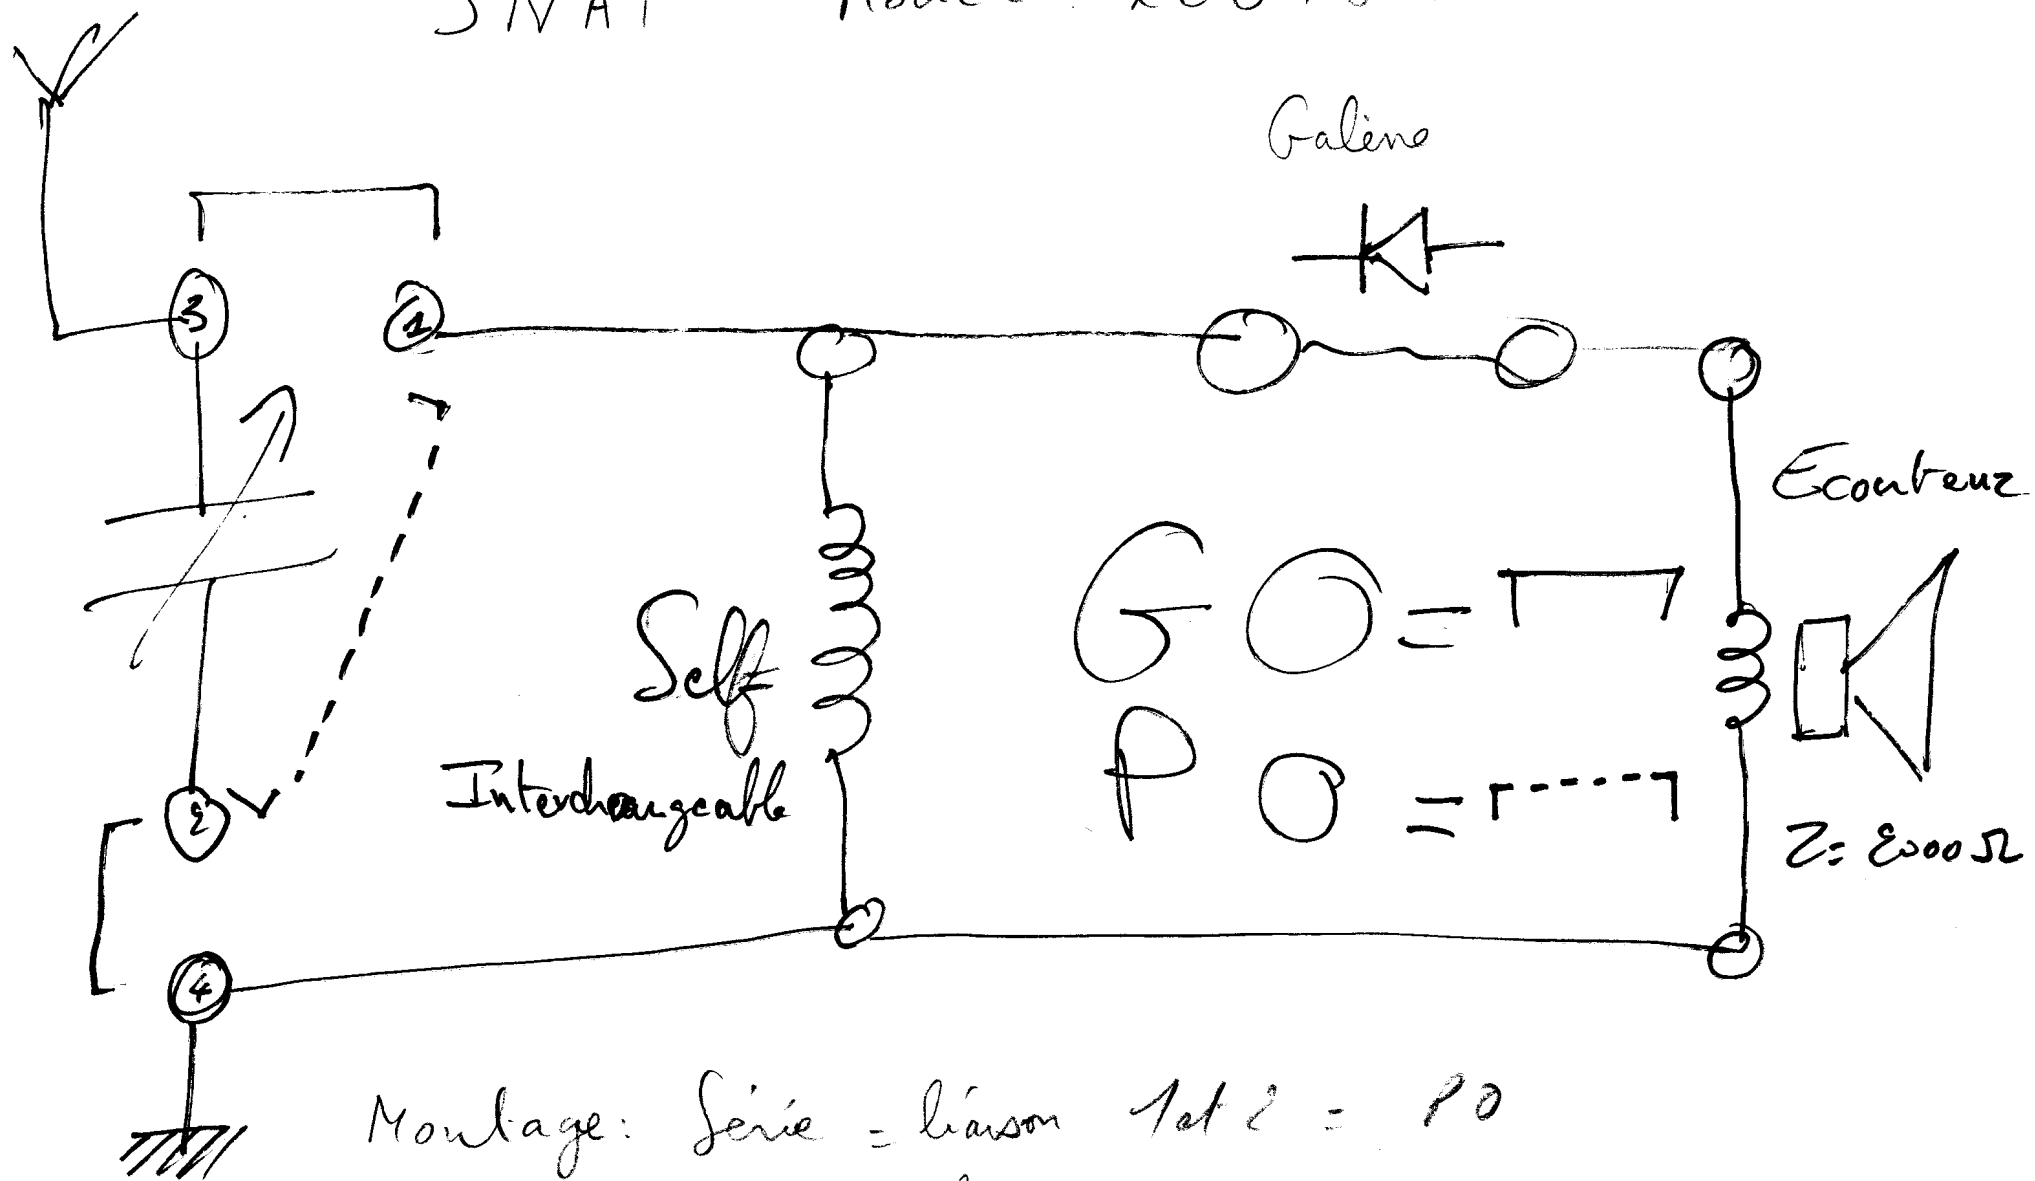 Galène
3
1
Ecouteur
GO =
Self
Interchangeable
PO =
2
Z = 2000 Ω
4
Montage: Série = liaison 1 et 2 = PO